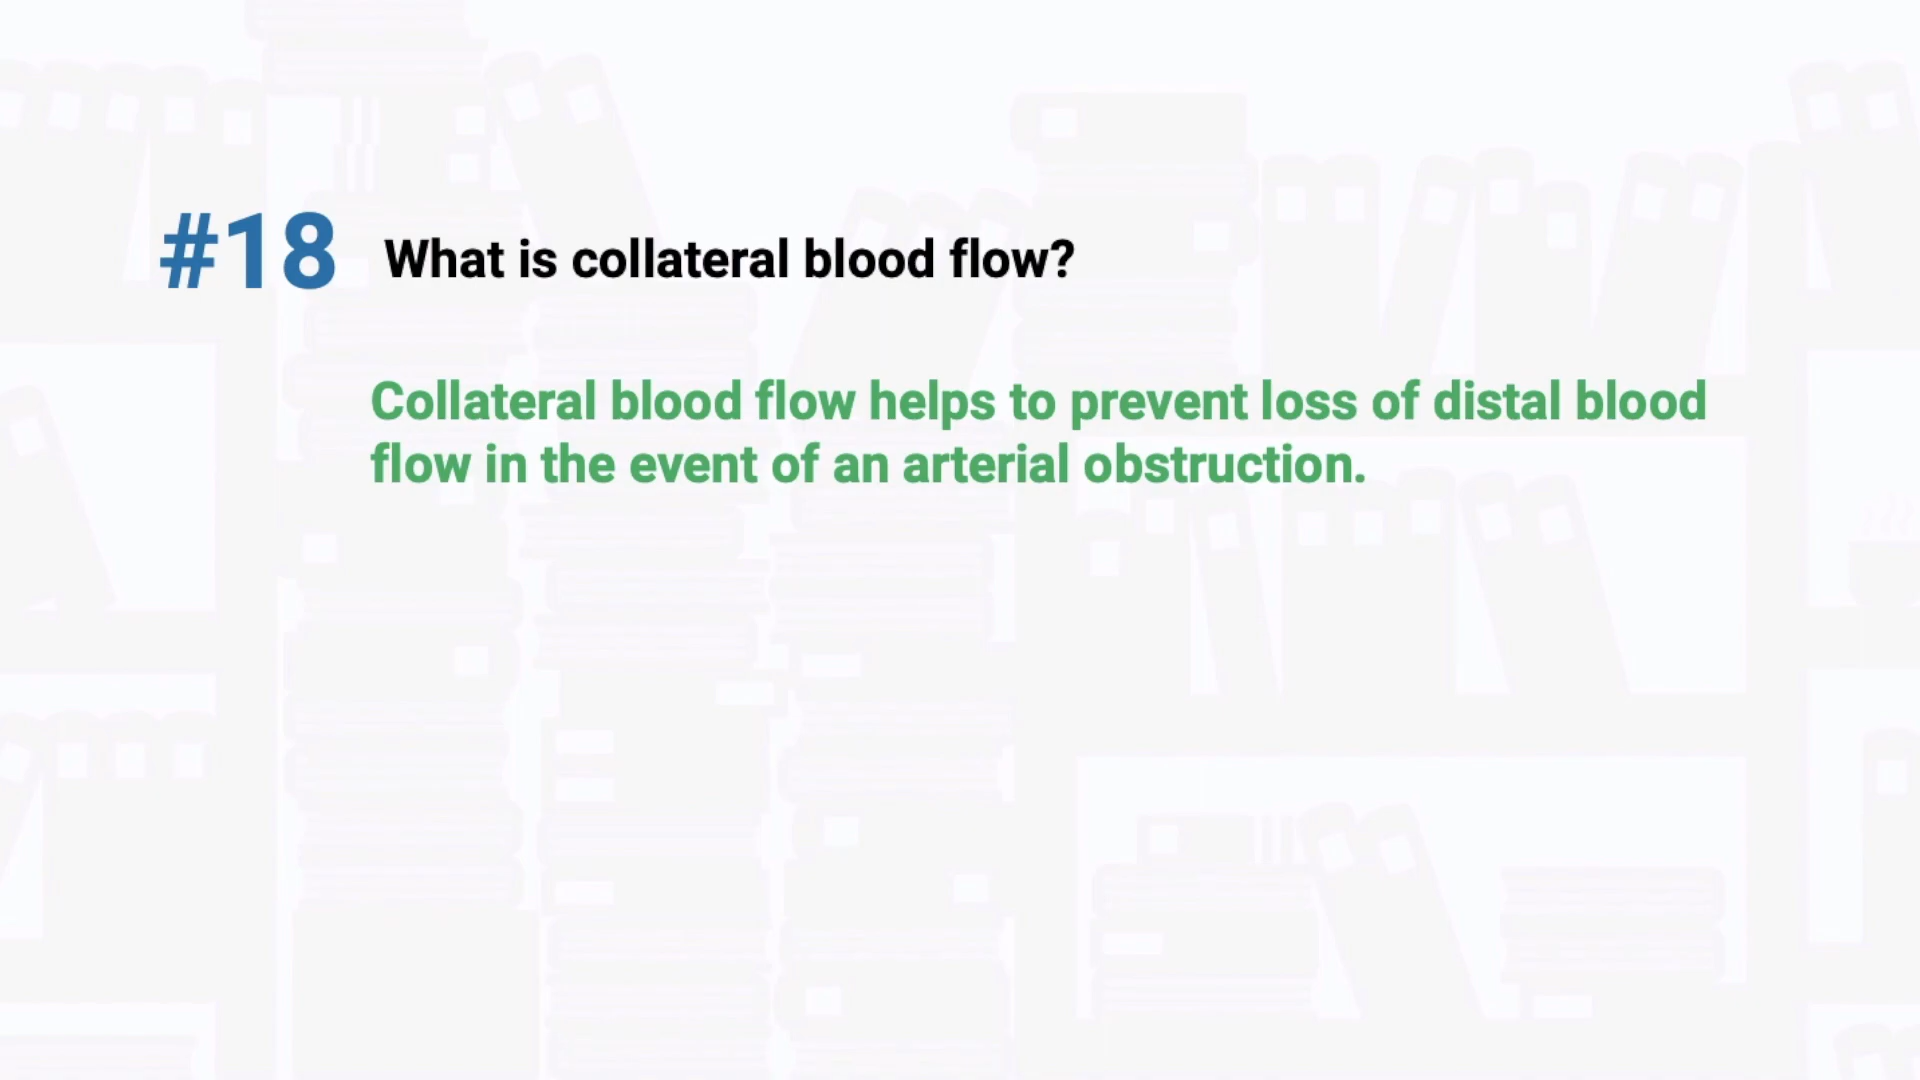 #18 What is collateral blood flow?
Collateral blood flow helps to prevent loss of distal blood
flow in the event of an arterial obstruction.